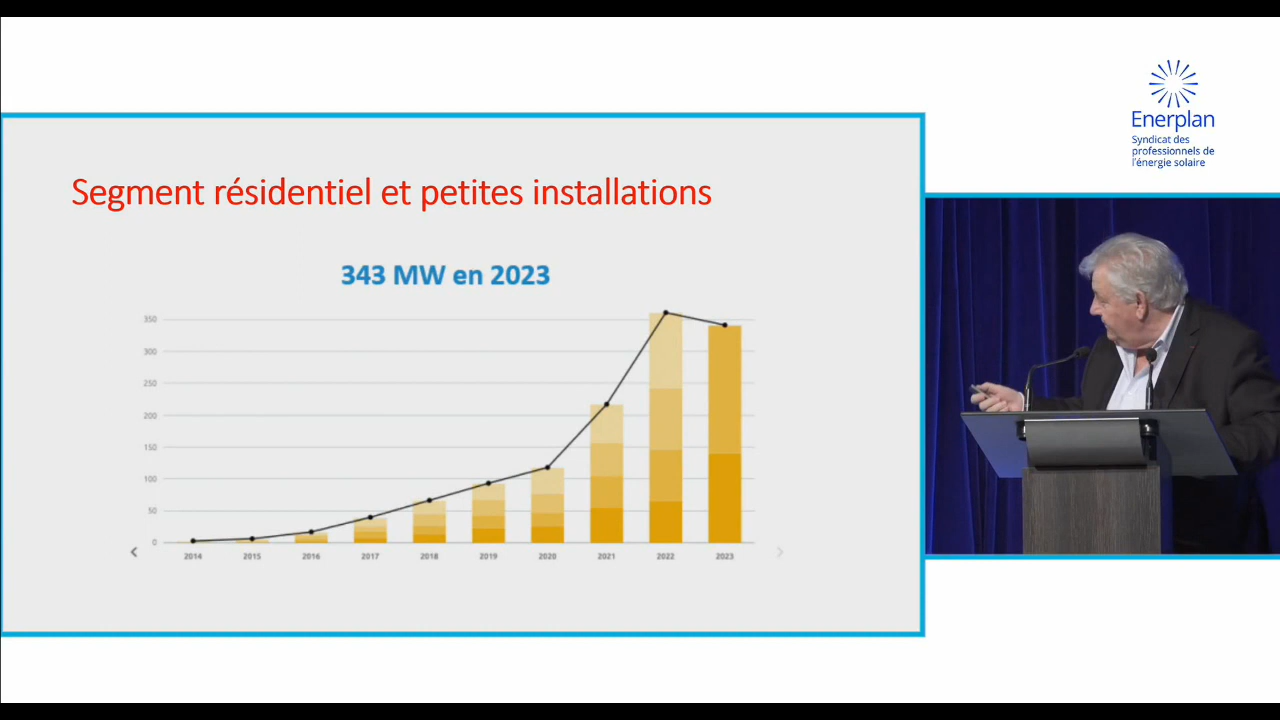 Enerplan
Syndicat des
professionnels de
l'énergie solaire
Segment résidentiel et petites installations
343 MW en 2023
350
300
250
200
150
100
50
0
2014 2015 2016 2017 2018 2019 2020 2021 2022 2023